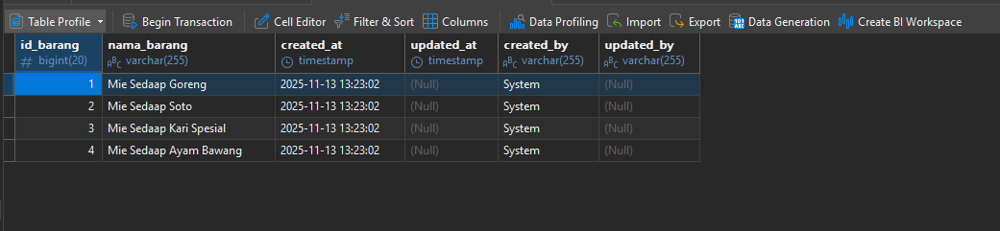 Table Profile Begin Transaction Cell Editor Filter & Sort Columns Data Profiling Import Export Data Generation Create BI Workspace
id_barang nama_barang created_at updated_at created_by updated_by
# bigint(20) ABC varchar(255) timestamp timestamp ABC varchar(255) ABC varchar(255)
1 Mie Sedaap Goreng 2025-11-13 13:23:02 (Null) System (Null)
2 Mie Sedaap Soto 2025-11-13 13:23:02 (Null) System (Null)
3 Mie Sedaap Kari Spesial 2025-11-13 13:23:02 (Null) System (Null)
4 Mie Sedaap Ayam Bawang 2025-11-13 13:23:02 (Null) System (Null)